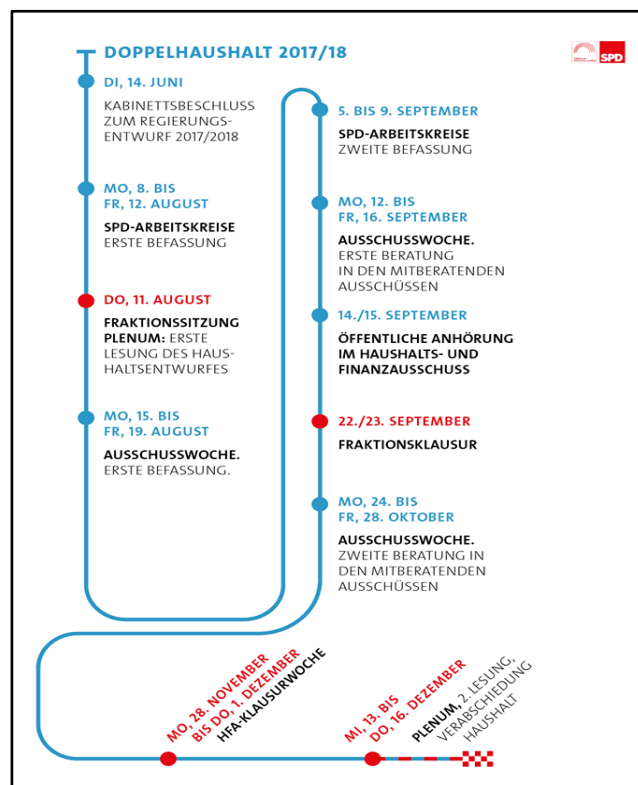 DOPPELHAUSHALT 2017/18
SPD
DI, 14. JUNI
KABINETTSBESCHLUSS
ZUM REGIERUNGS-
ENTWURF 2017/2018
MO, 8. BIS
FR, 12. AUGUST
SPD-ARBEITSKREISE
ERSTE BEFASSUNG
DO, 11. AUGUST
FRAKTIONSSITZUNG
PLENUM: ERSTE
LESUNG DES HAUS-
HALTSENTWURFES
MO, 15. BIS
FR, 19. AUGUST
AUSSCHUSSWOCHE.
ERSTE BEFASSUNG.
5. BIS 9. SEPTEMBER
SPD-ARBEITSKREISE
ZWEITE BEFASSUNG
MO, 12. BIS
FR, 16. SEPTEMBER
AUSSCHUSSWOCHE.
ERSTE BERATUNG
IN DEN MITBERATENDEN
AUSSCHÜSSEN
14./15. SEPTEMBER
ÖFFENTLICHE ANHÖRUNG
IM HAUSHALTS- UND
FINANZAUSSCHUSS
22./23. SEPTEMBER
FRAKTIONSKLAUSUR
MO, 24. BIS
FR, 28. OKTOBER
AUSSCHUSSWOCHE.
ZWEITE BERATUNG IN
DEN MITBERATENDEN
AUSSCHÜSSEN
MO, 28. NOVEMBER
BIS DO, 1. DEZEMBER
HFA-KLAUSURWOCHE
MI, 13. BIS
DO, 16. DEZEMBER
PLENUM, 2. LESUNG,
VERABSCHIEDUNG
HAUSHALT